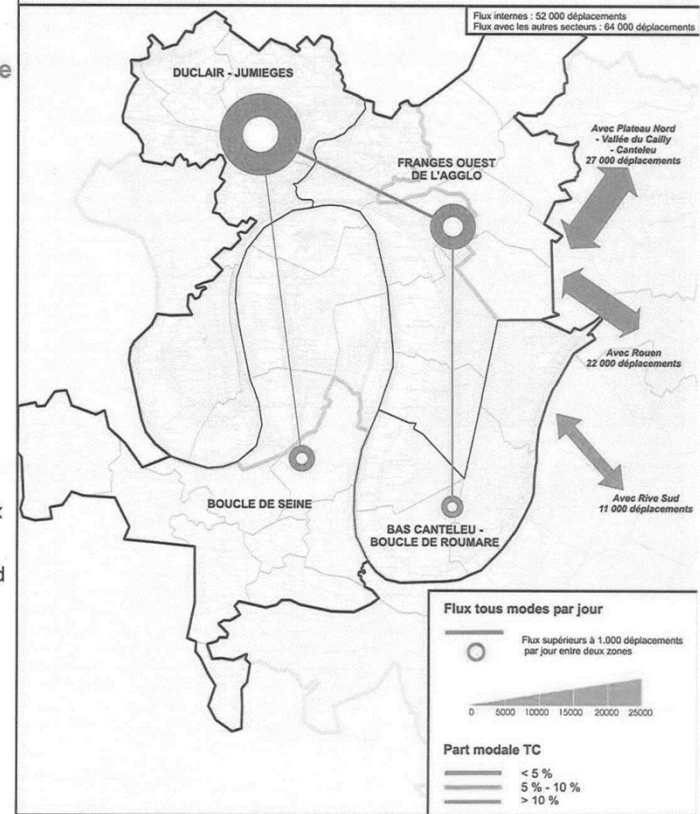 Flux internes : 52 000 déplacements
Flux avec les autres secteurs : 64 000 déplacements
e
DUCLAIR - JUMIEGES
Avec Plateau Nord
- Vallée du Cailly
- Canteleu
27 000 déplacements
FRANGES OUEST
DE L'AGGLO
Avec Rouen
22 000 déplacements
Avec Rive Sud
11 000 déplacements
BOUCLE DE SEINE
BAS CANTELEU -
BOUCLE DE ROUMARE
x
d
Flux tous modes par jour
Flux supérieurs à 1.000 déplacements
par jour entre deux zones
0 5000 10000 15000 20000 25000
Part modale TC
< 5 %
5 % - 10 %
> 10 %